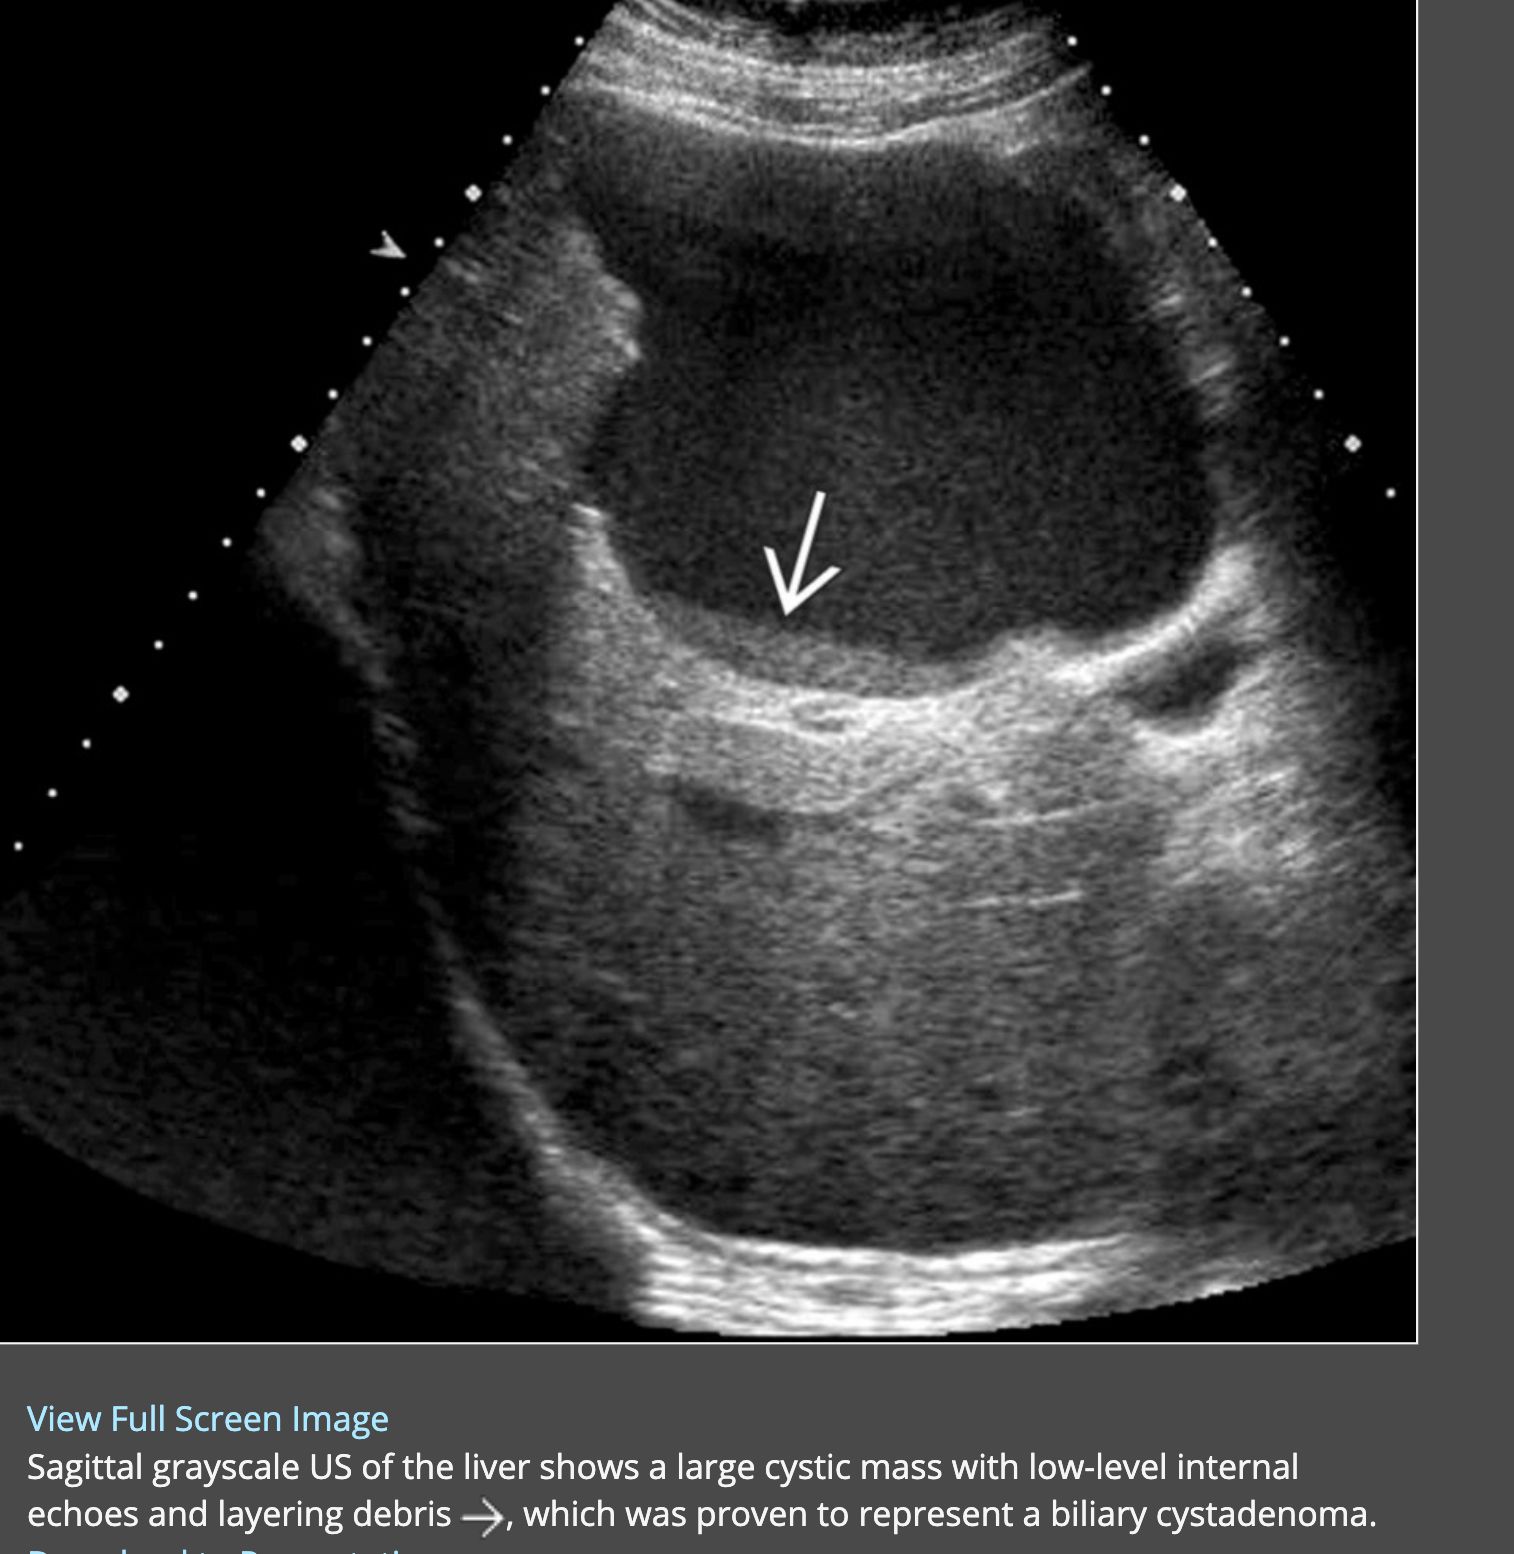 View Full Screen Image
Sagittal grayscale US of the liver shows a large cystic mass with low-level internal
echoes and layering debris →, which was proven to represent a biliary cystadenoma.